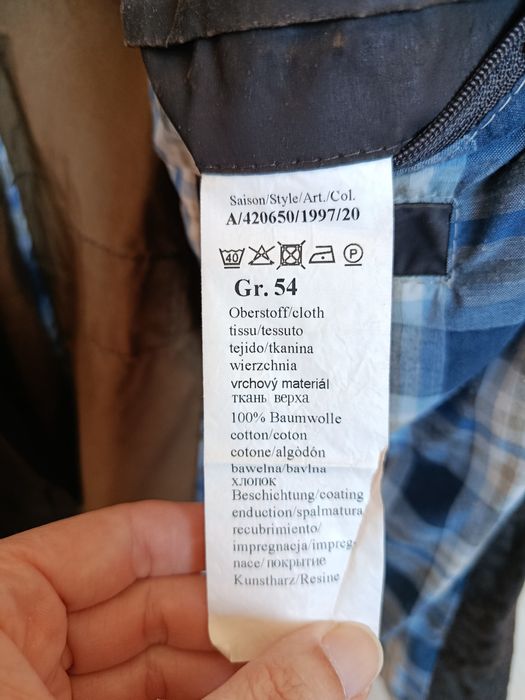 Saison/Style/Art./Col.
A/420650/1997/20
40 P
Gr. 54
Oberstoff/cloth
tissu/tessuto
tejido/tkanina
wierzchnia
vrchový materiál
ткань верха
100% Baumwolle
cotton/coton
cotone/algòdón
bawełna/bavlna
хлопок
Beschichtung/coating
enduction/spalmatura
recubrimiento/
impregnacja/impreg-
nace/покрытие
Kunstharz/Resine